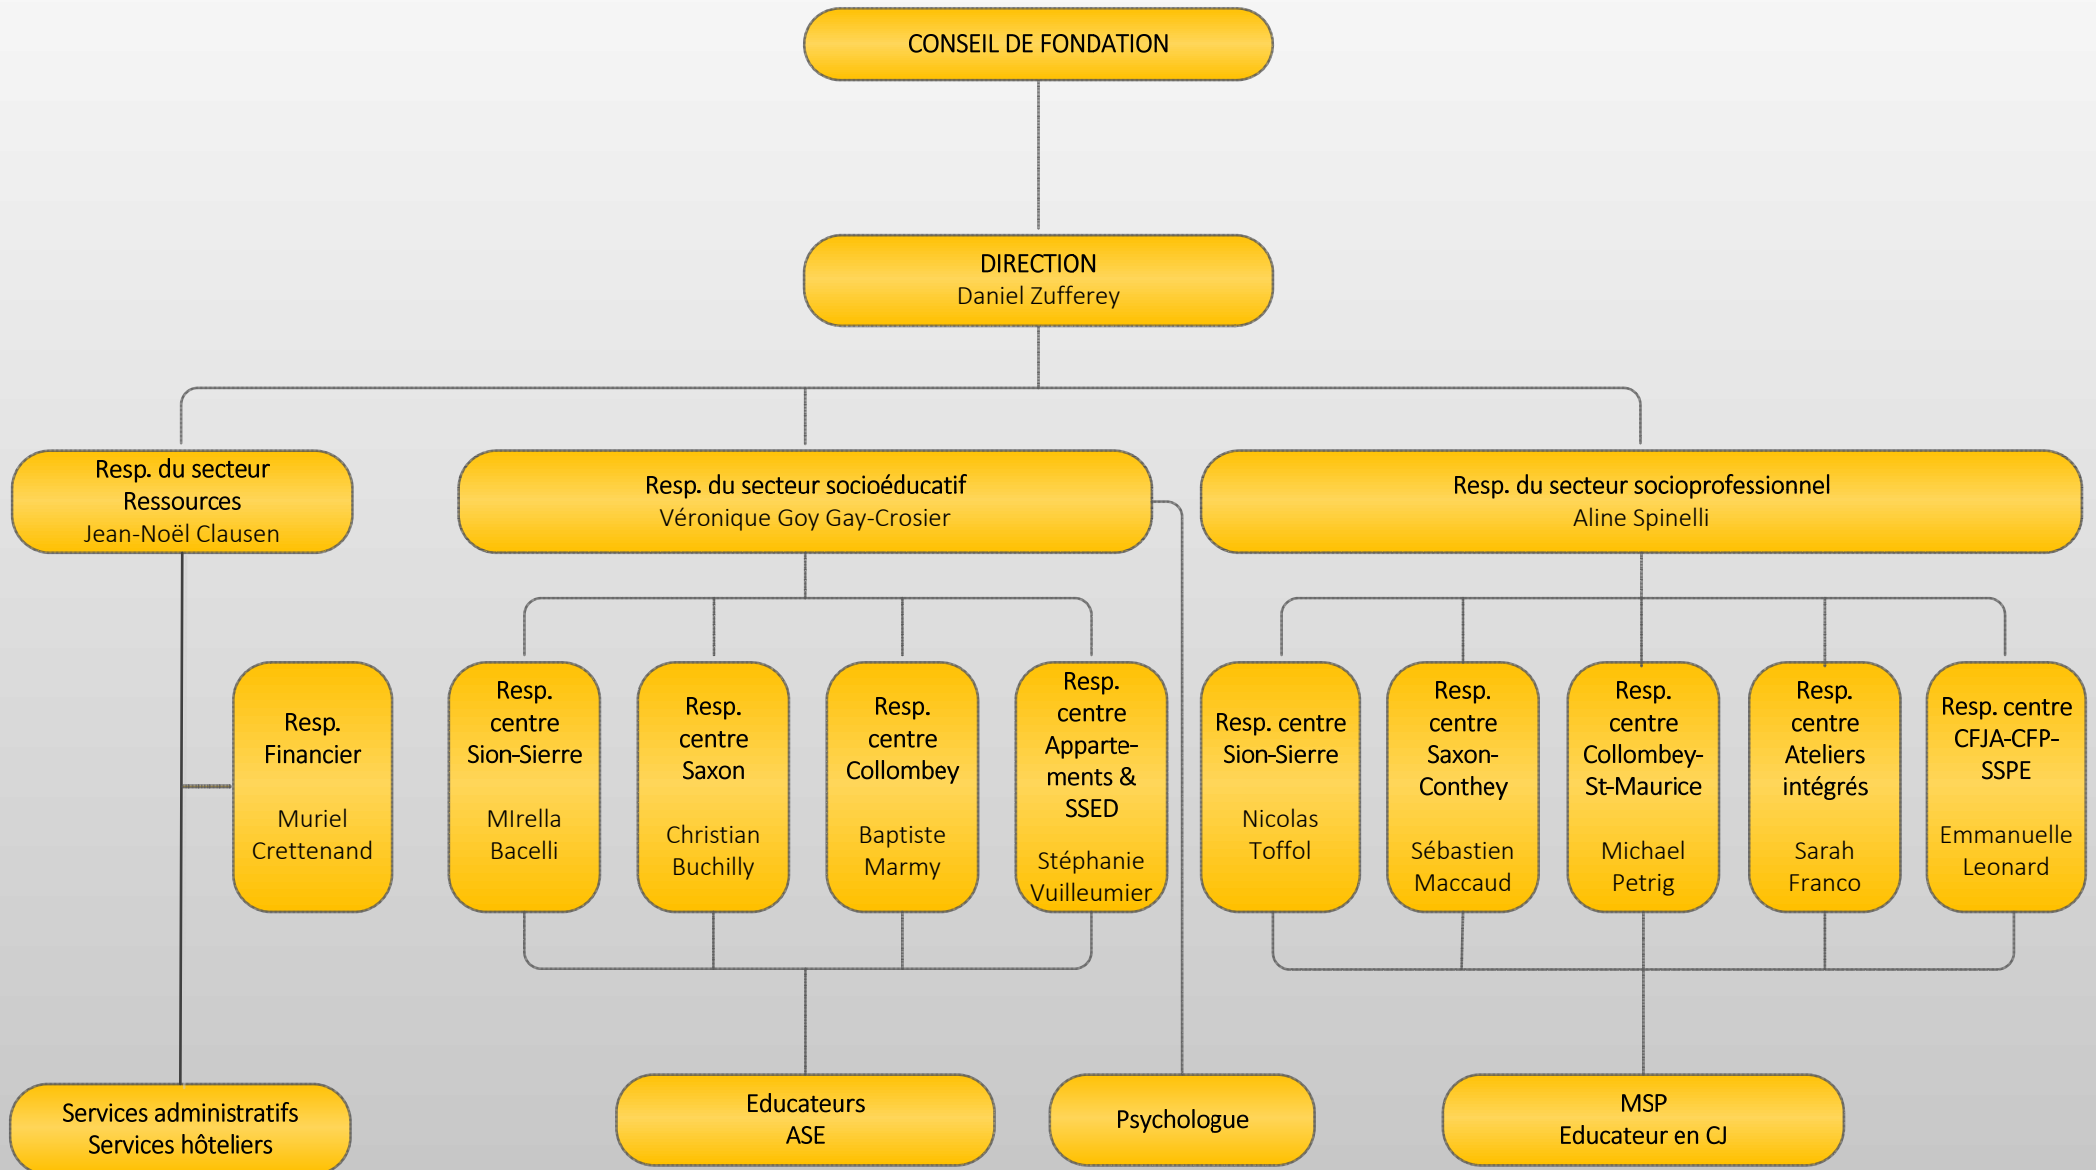 CONSEIL DE FONDATION
DIRECTION
Daniel Zufferey
Resp. du secteur
Ressources
Jean-Noël Clausen
Resp. du secteur socioéducatif
Véronique Goy Gay-Crosier
Resp. du secteur socioprofessionnel
Aline Spinelli
Resp.
Financier
Muriel
Crettenand
Resp.
centre
Sion-Sierre
MIrella
Bacelli
Resp.
centre
Saxon
Christian
Buchilly
Resp.
centre
Collombey
Baptiste
Marmy
Resp.
centre
Apparte-
ments &
SSED
Stéphanie
Vuilleumier
Resp. centre
Sion-Sierre
Nicolas
Toffol
Resp.
centre
Saxon-
Conthey
Sébastien
Maccaud
Resp.
centre
Collombey-
St-Maurice
Michael
Petrig
Resp.
centre
Ateliers
intégrés
Sarah
Franco
Resp. centre
CFJA-CFP-
SSPE
Emmanuelle
Leonard
Services administratifs
Services hôteliers
Educateurs
ASE
Psychologue
MSP
Educateur en CJ